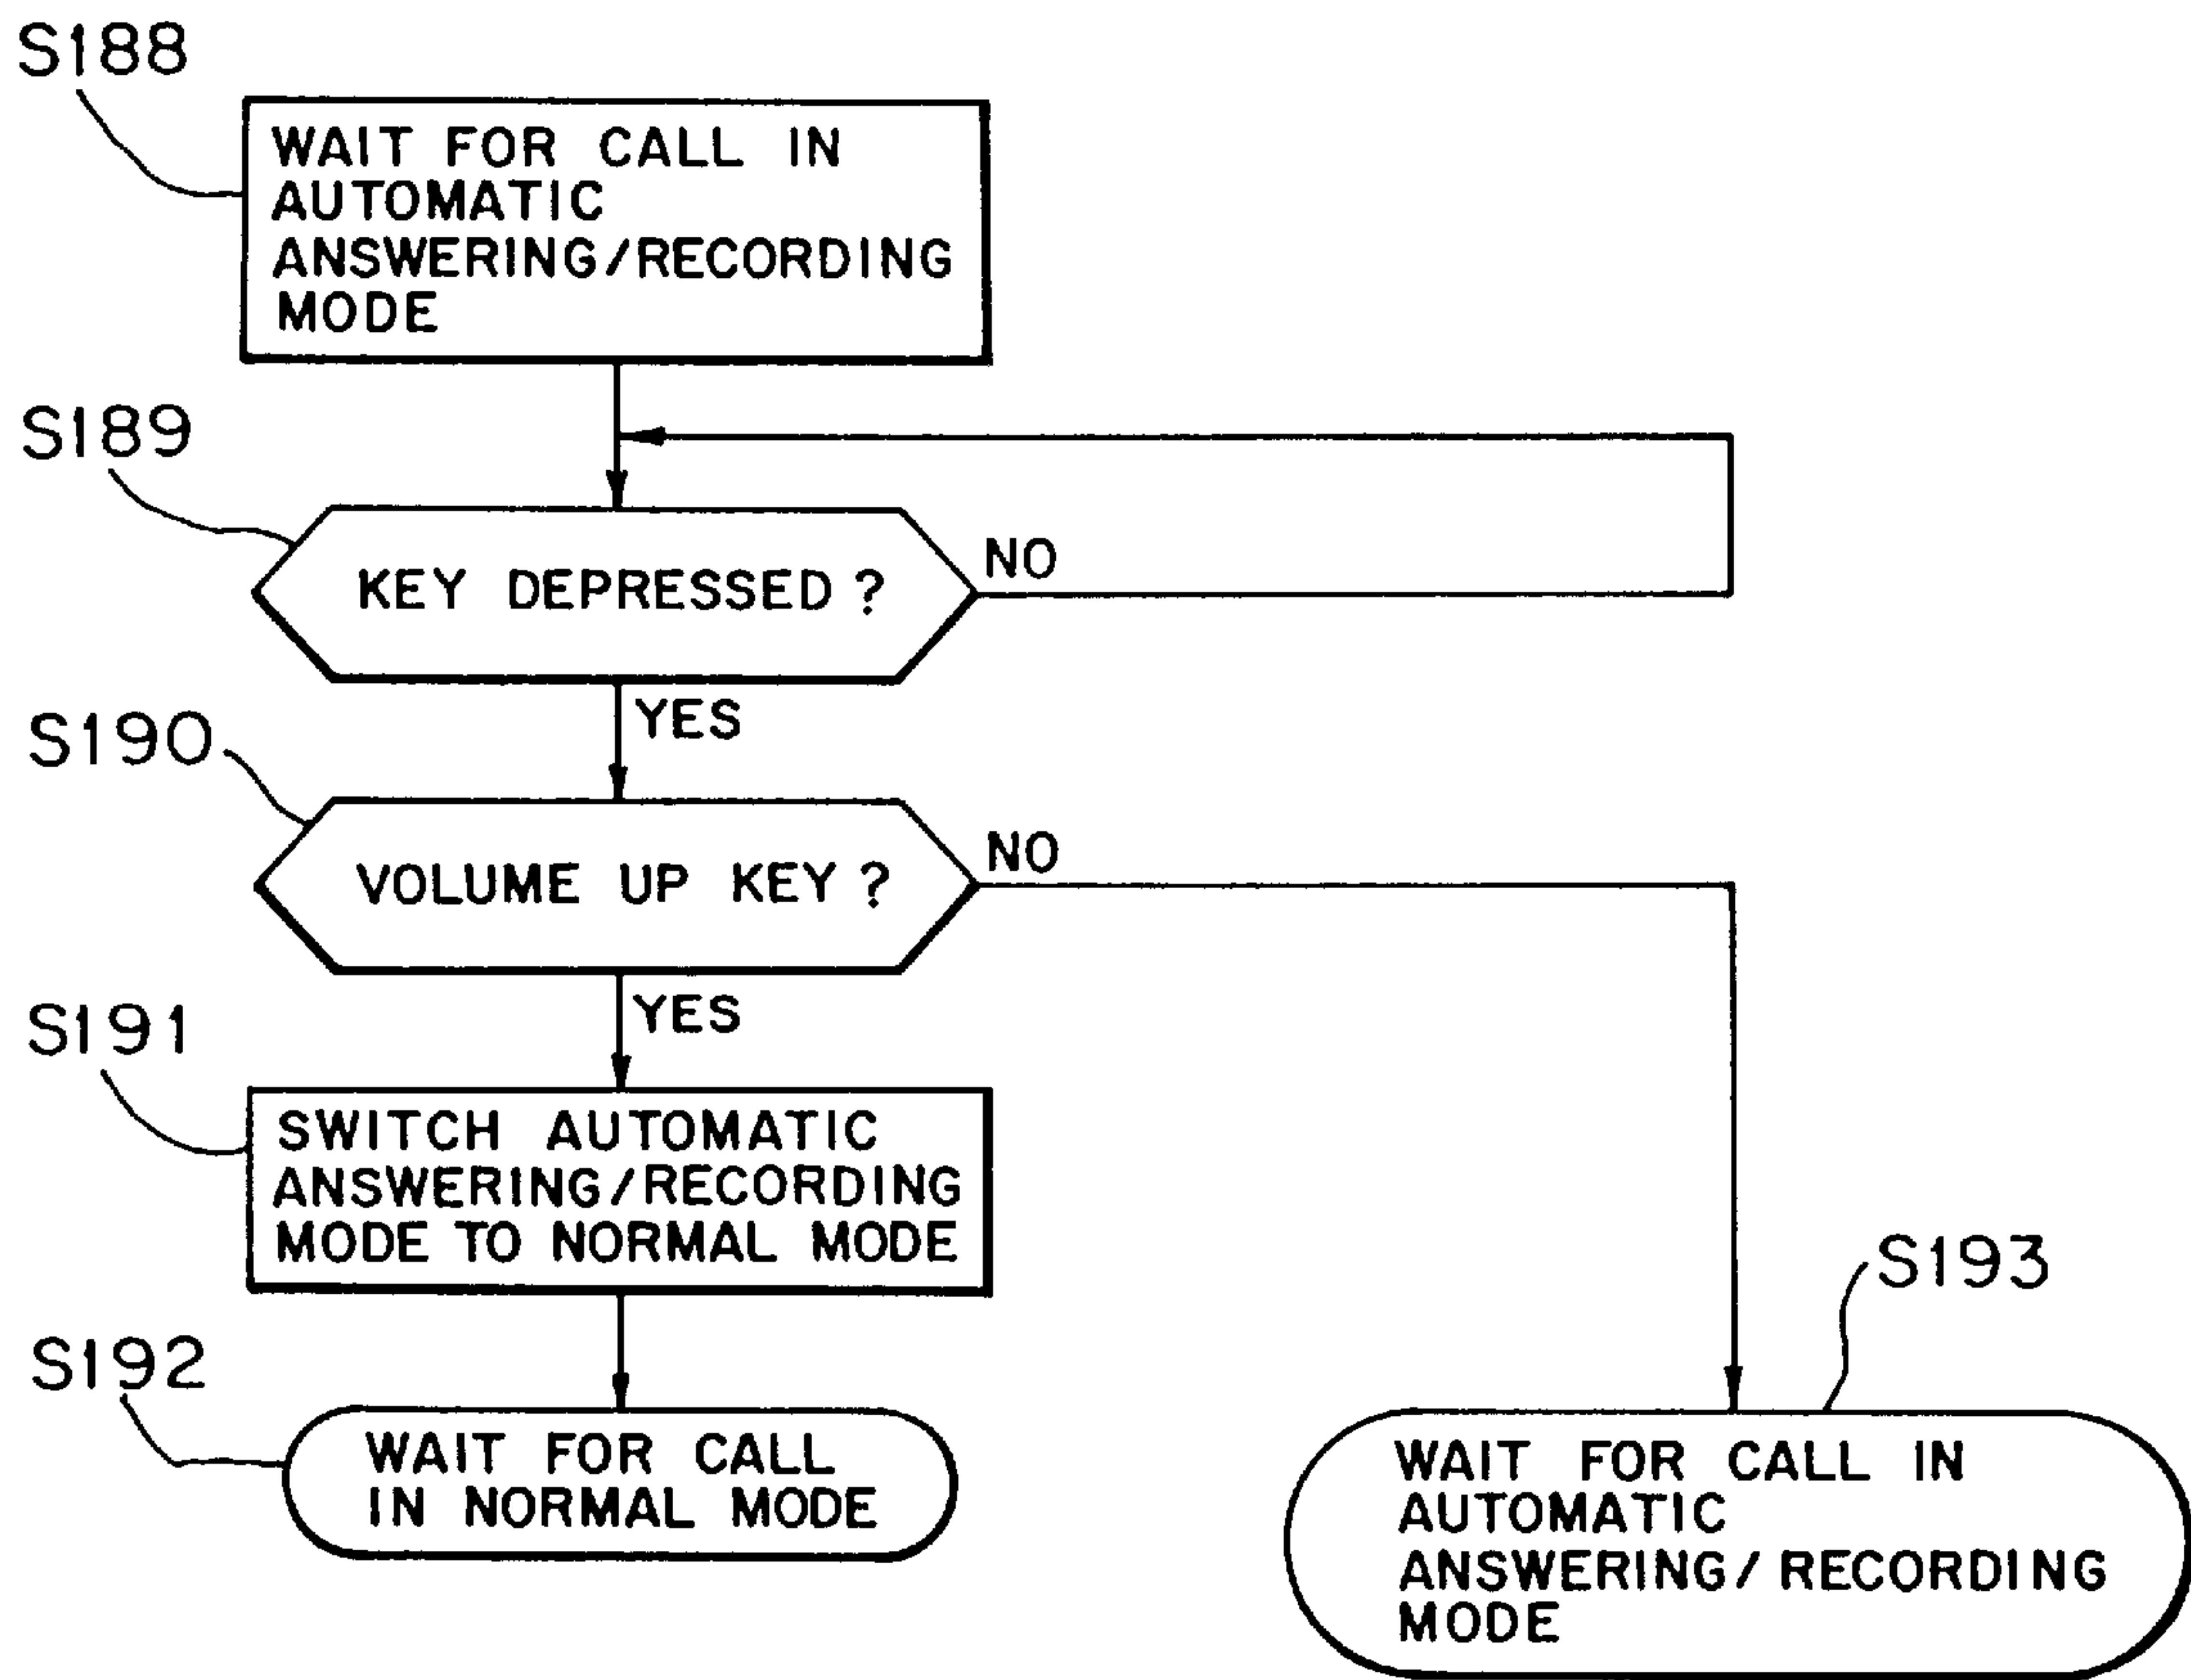 S188
WAIT FOR CALL IN
AUTOMATIC
ANSWERING/RECORDING
MODE
S189
KEY DEPRESSED ?
NO
YES
S190
VOLUME UP KEY ?
NO
YES
S191
SWITCH AUTOMATIC
ANSWERING/RECORDING
MODE TO NORMAL MODE
S192
WAIT FOR CALL
IN NORMAL MODE
S193
WAIT FOR CALL IN
AUTOMATIC
ANSWERING/ RECORDING
MODE